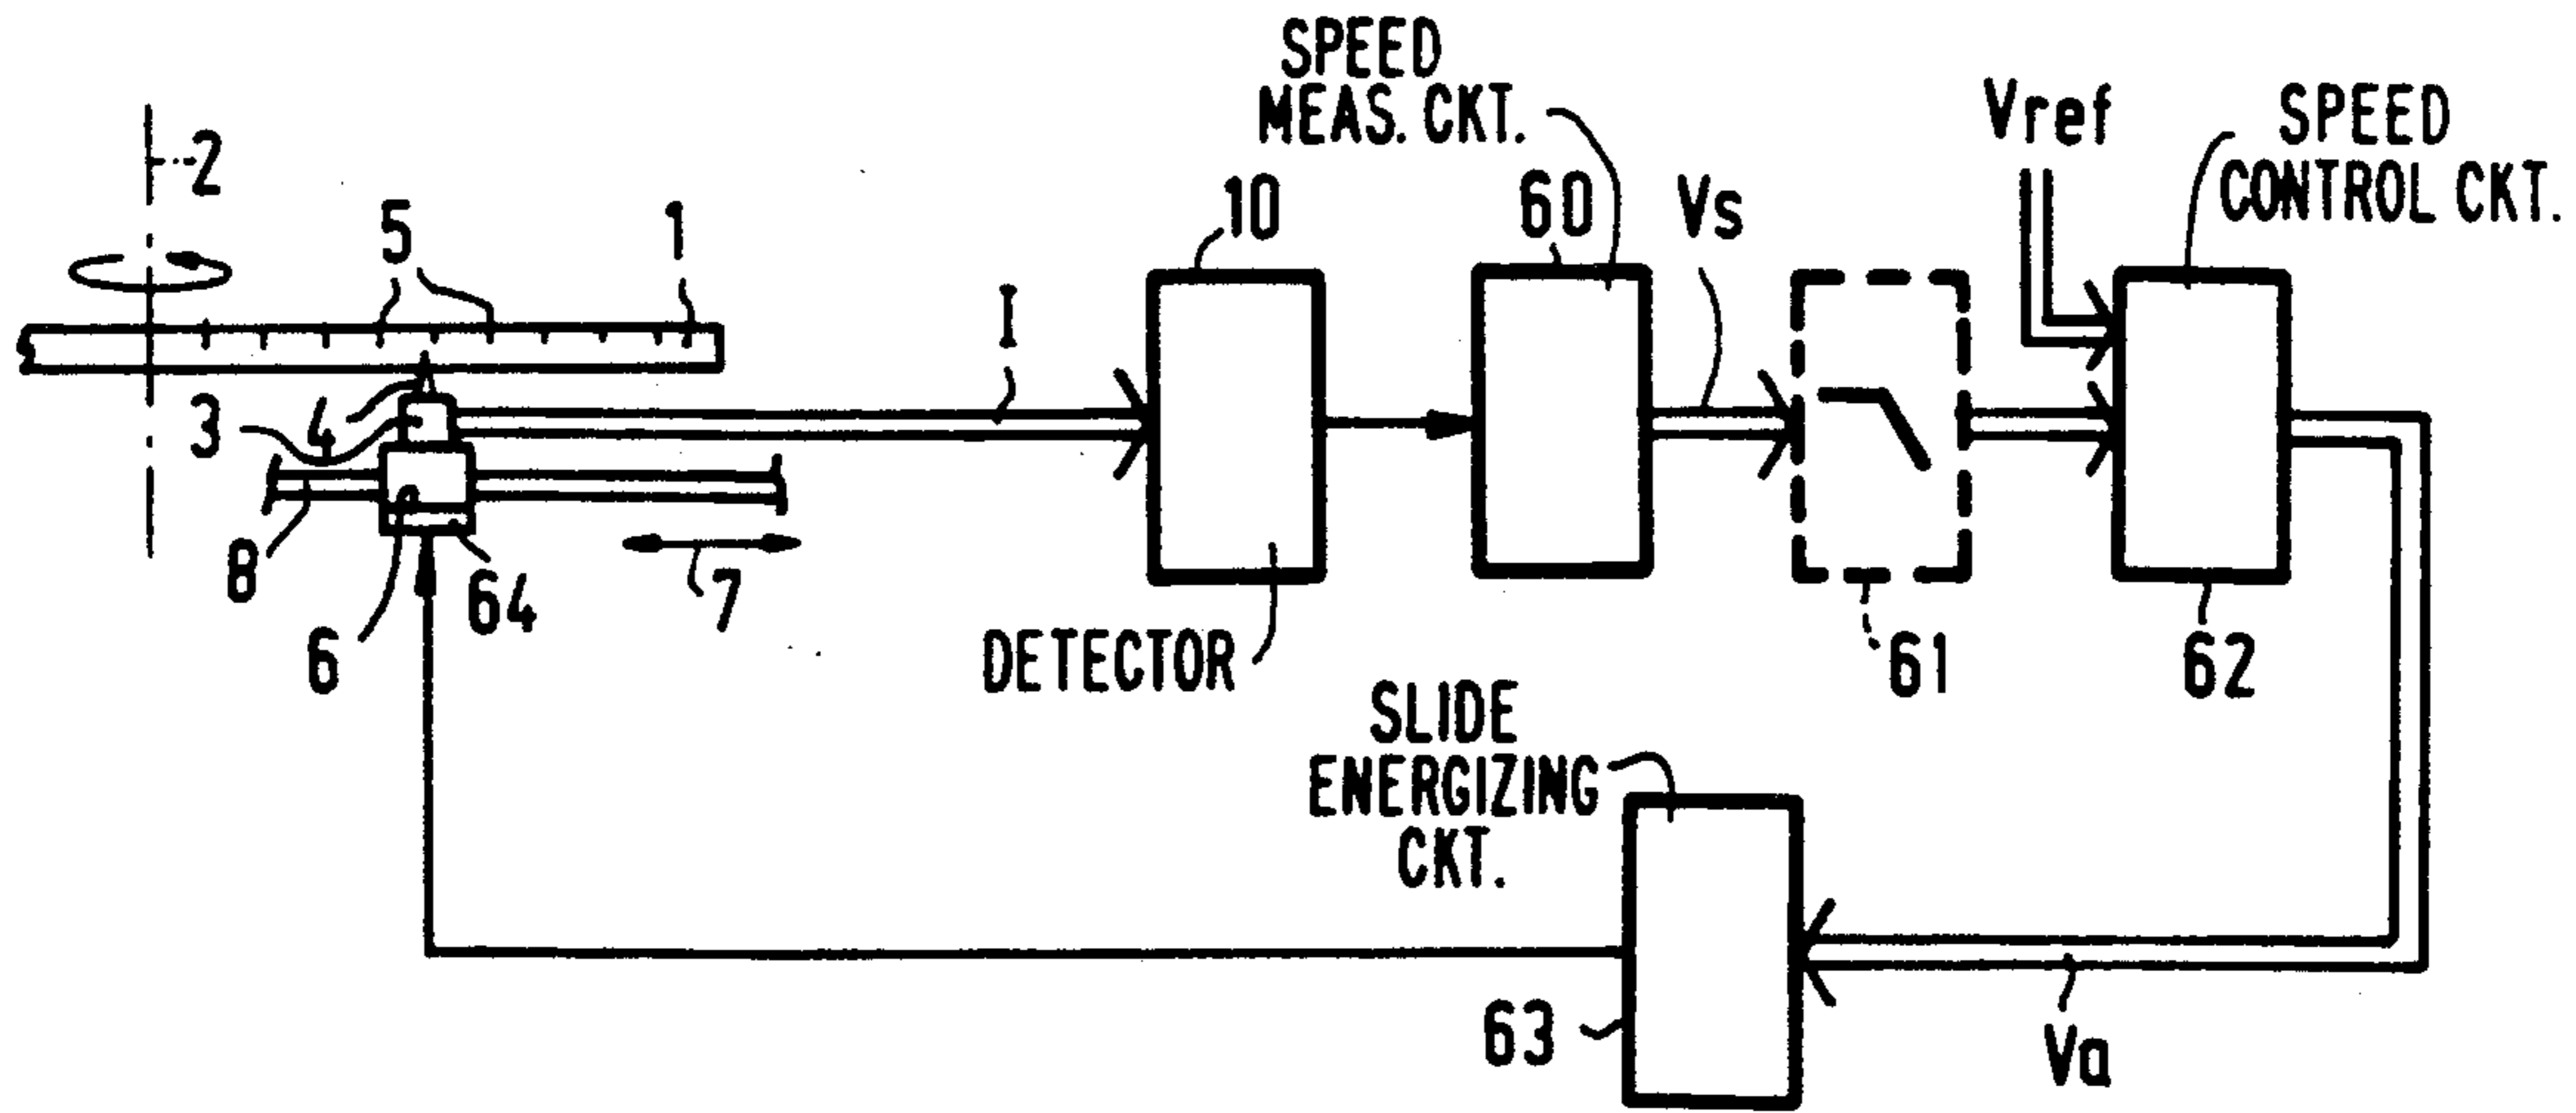 SPEED
MEAS. CKT.
Vref
SPEED
CONTROL CKT.
2
5
1
10
60
Vs
I
3
4
8
6
64
7
DETECTOR
61
62
SLIDE
ENERGIZING
CKT.
63
Va